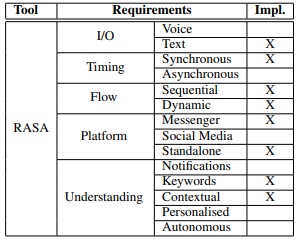 Tool Requirements Impl.
Voice
I/O
Text X
Synchronous X
Timing
Asynchronous
Sequential X
Flow
Dynamic X
Messenger X
RASA Platform Social Media
Standalone X
Notifications
Keywords X
Understanding Contextual X
Personalised
Autonomous